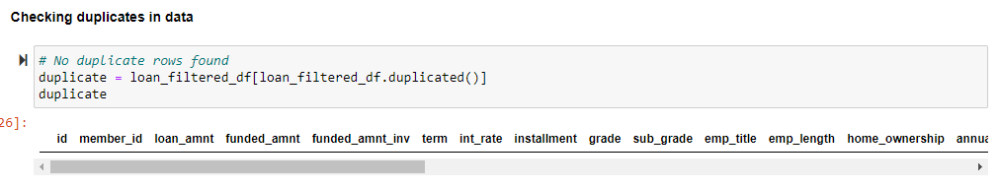 Checking duplicates in data
# No duplicate rows found
duplicate = loan_filtered_df[loan_filtered_df.duplicated()]
duplicate
26]:
id member_id loan_amnt funded_amnt funded_amnt_inv term int_rate installment grade sub_grade emp_title emp_length home_ownership annua